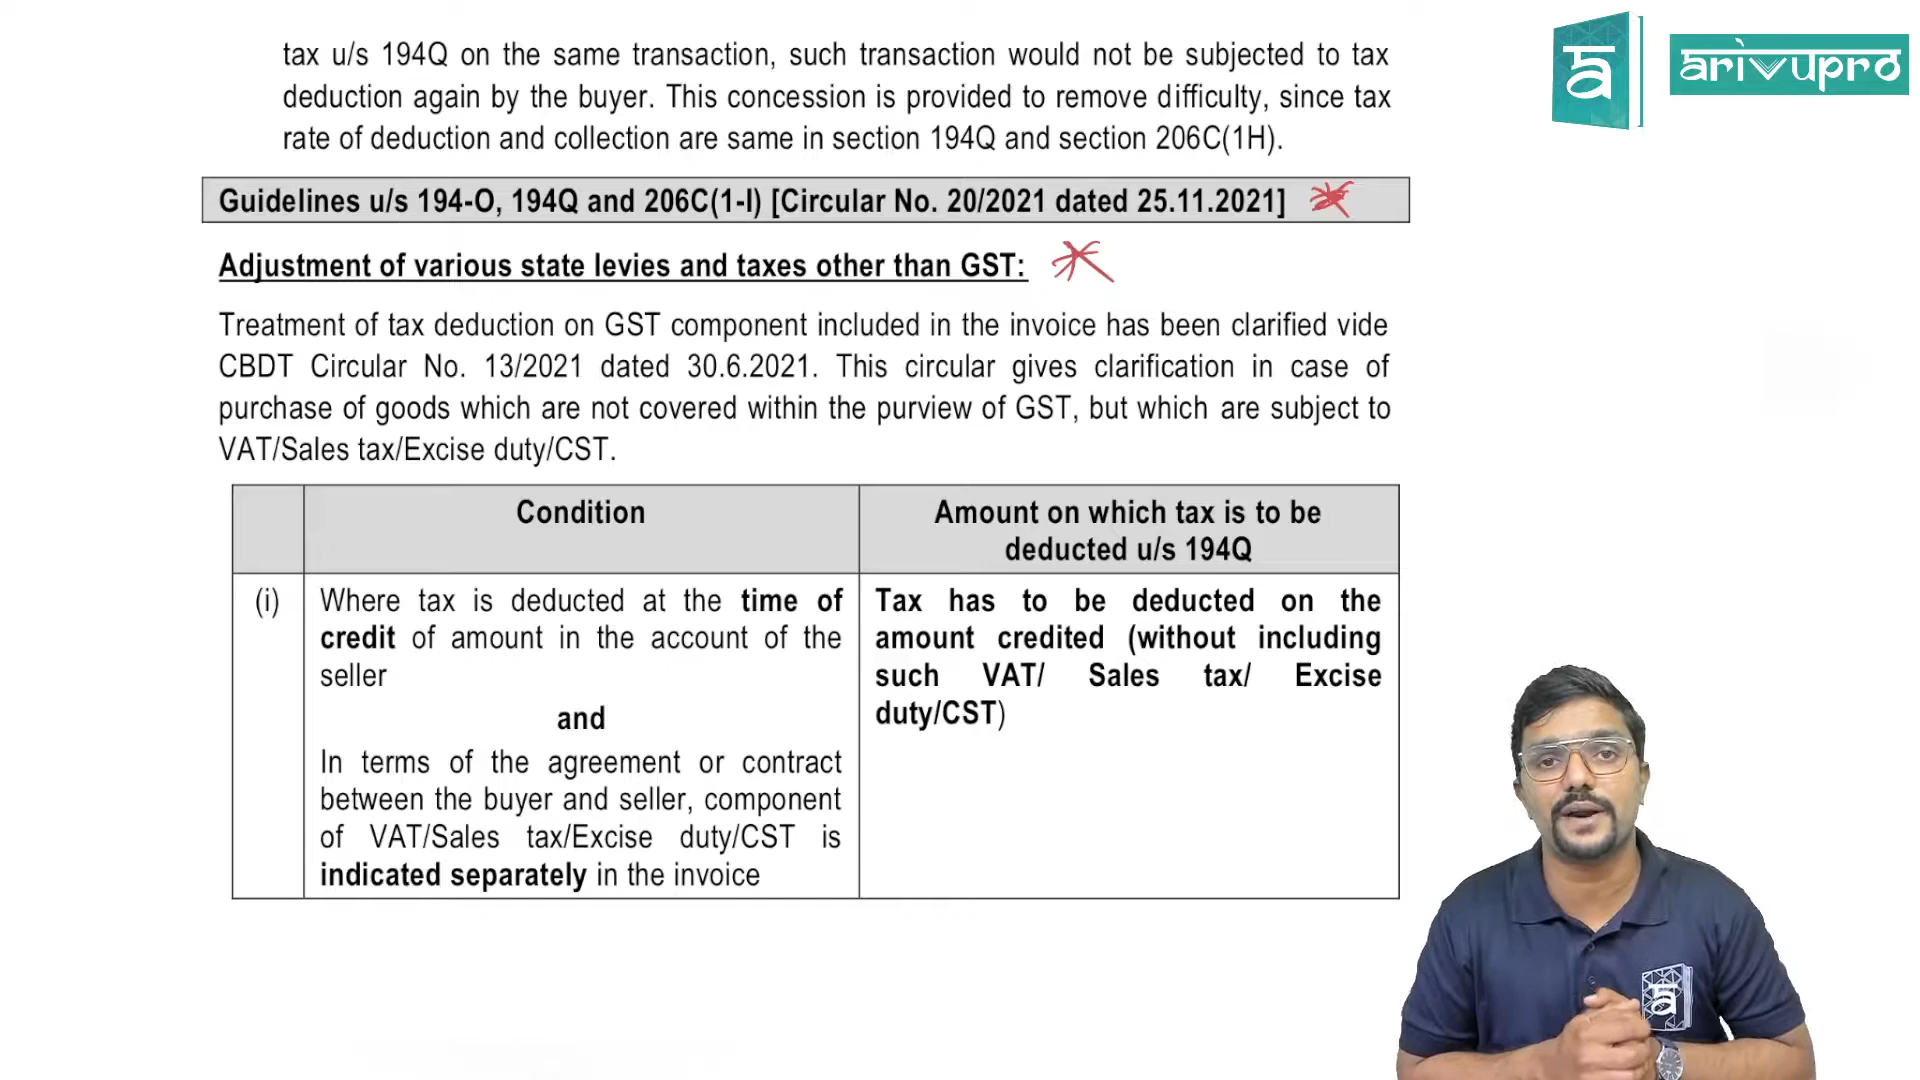 tax u/s 194Q on the same transaction, such transaction would not be subjected to tax
deduction again by the buyer. This concession is provided to remove difficulty, since tax
rate of deduction and collection are same in section 194Q and section 206C(1H).
arivupro
Guidelines u/s 194-O, 194Q and 206C(1-I) [Circular No. 20/2021 dated 25.11.2021]
Adjustment of various state levies and taxes other than GST:
Treatment of tax deduction on GST component included in the invoice has been clarified vide
CBDT Circular No. 13/2021 dated 30.6.2021. This circular gives clarification in case of
purchase of goods which are not covered within the purview of GST, but which are subject to
VAT/Sales tax/Excise duty/CST.
Condition
Amount on which tax is to be
deducted u/s 194Q
(i)
Where tax is deducted at the time of
credit of amount in the account of the
seller
and
In terms of the agreement or contract
between the buyer and seller, component
of VAT/Sales tax/Excise duty/CST is
indicated separately in the invoice
Tax has to be deducted on the
amount credited (without including
such VAT/ Sales tax/ Excise
duty/CST)